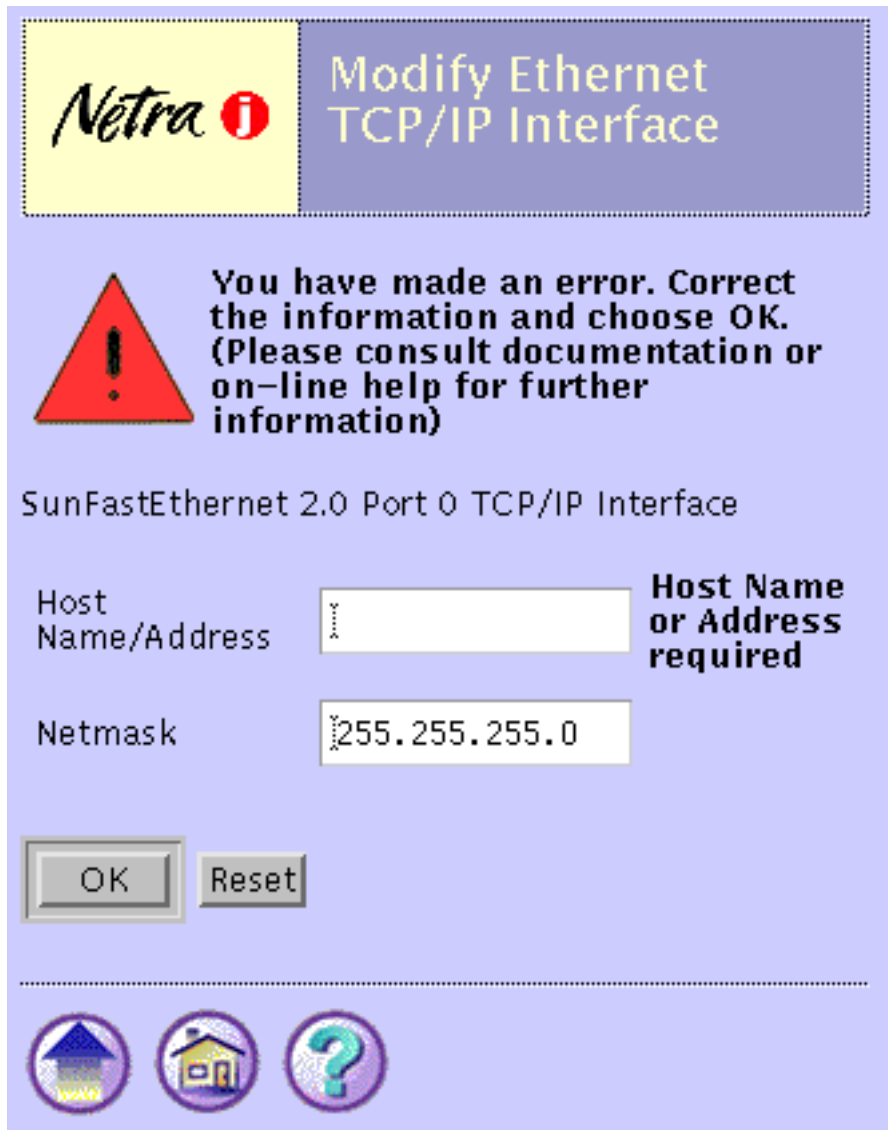 Netra j
Modify Ethernet
TCP/IP Interface
You have made an error. Correct
the information and choose OK.
(Please consult documentation or
on-line help for further
information)
SunFastEthernet 2.0 Port 0 TCP/IP Interface
Host
Name/Address
Host Name
or Address
required
Netmask
255.255.255.0
OK
Reset